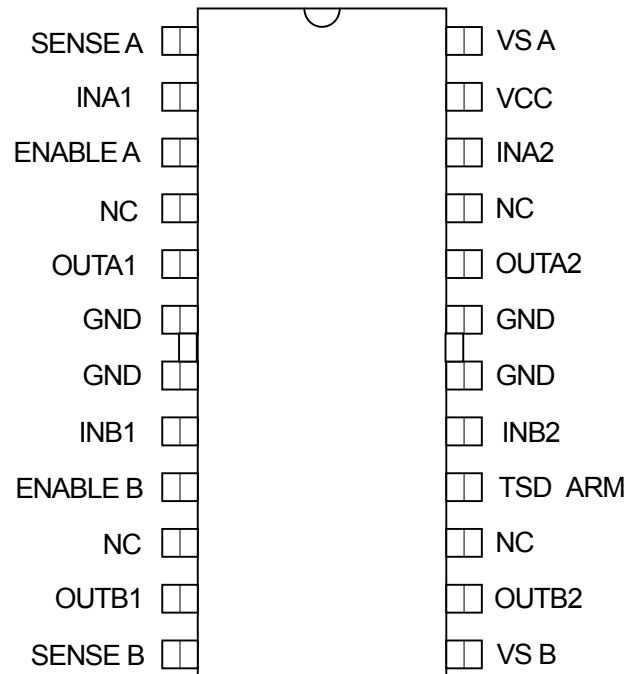 SENSE A VS A
INA1 VCC
ENABLE A INA2
NC NC
OUTA1 OUTA2
GND GND
GND GND
INB1 INB2
ENABLE B TSD ARM
NC NC
OUTB1 OUTB2
SENSE B VS B